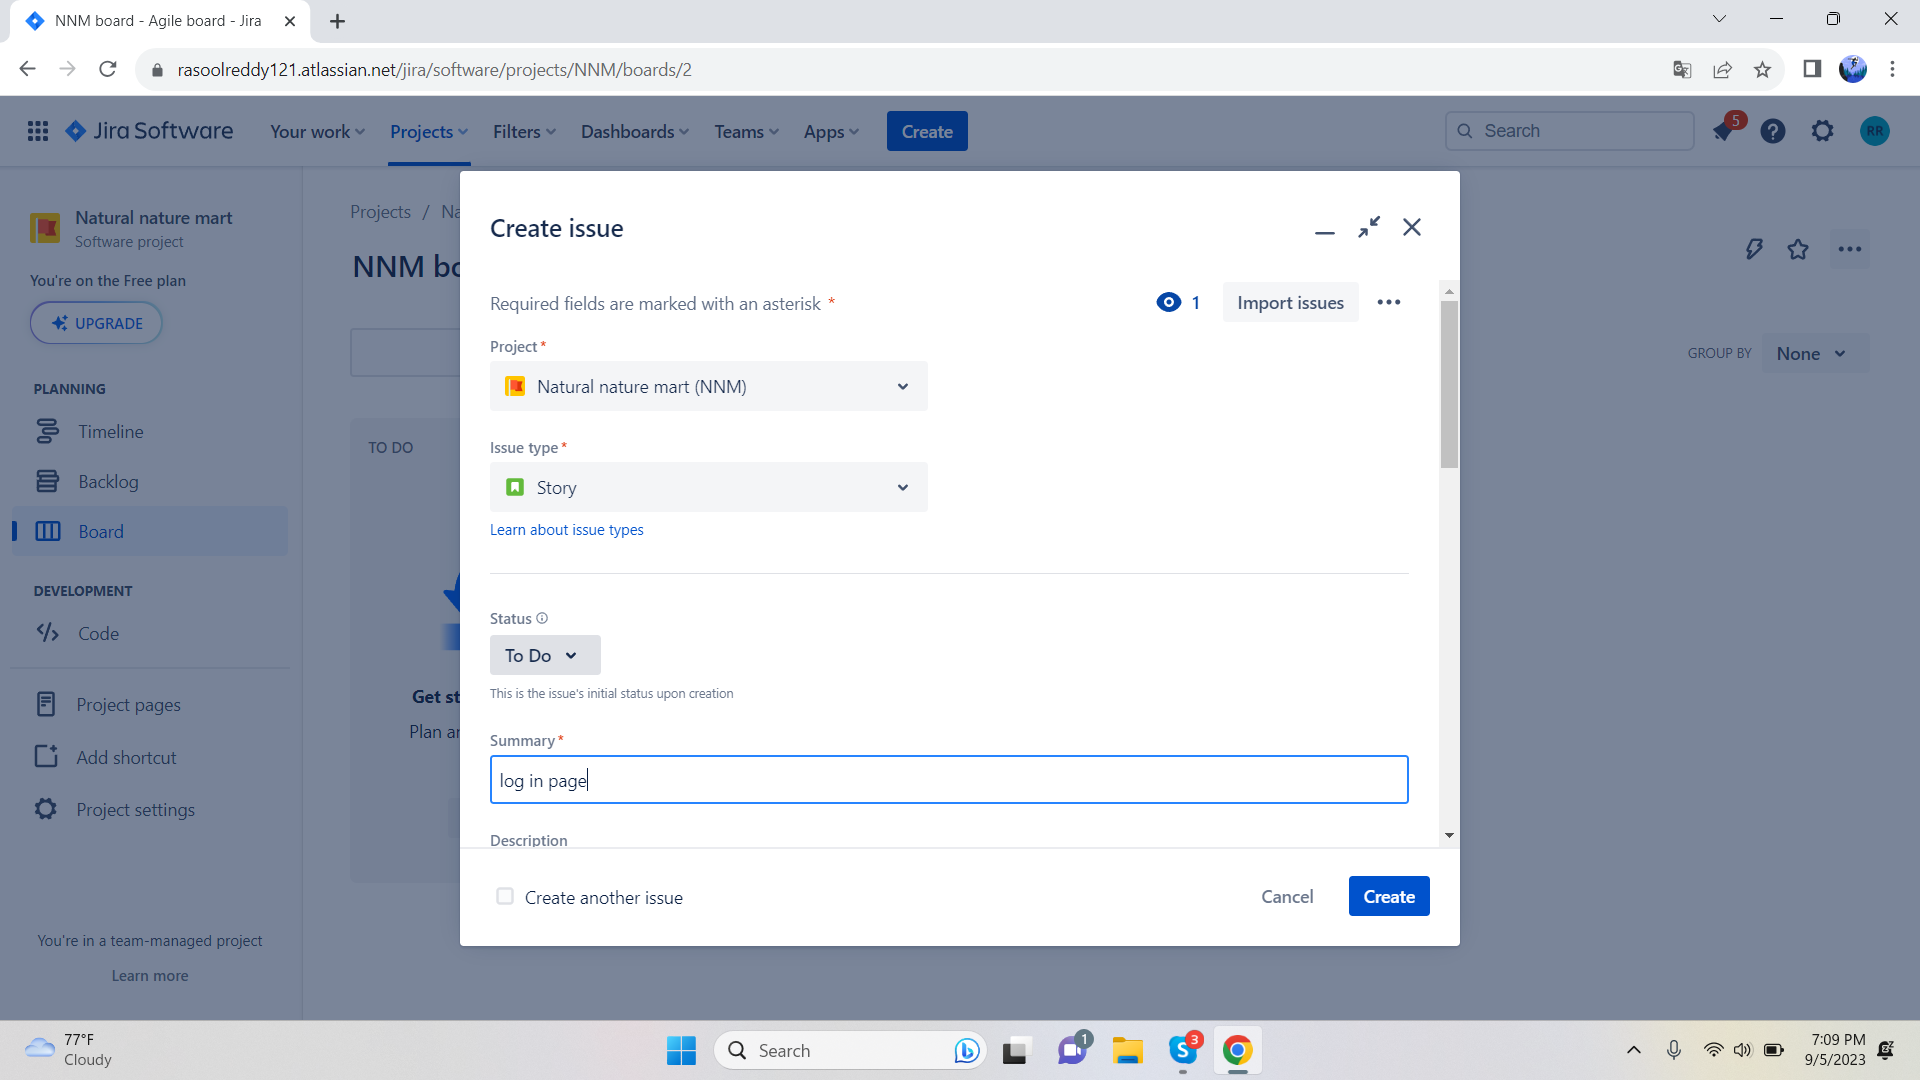 NNM board - Agile board - Jira
rasoolreddy121.atlassian.net/jira/software/projects/NNM/boards/2
Jira Software
Your work
Projects
Filters
Dashboards
Teams
Apps
Create
Search
5
RR
Natural nature mart
Software project
You're on the Free plan
UPGRADE
PLANNING
Timeline
Backlog
Board
DEVELOPMENT
Code
Project pages
Add shortcut
Project settings
You're in a team-managed project
Learn more
Projects / Na
NNM bo
TO DO
Get st
Plan an
GROUP BY None
Create issue
Required fields are marked with an asterisk *
1
Import issues
Project *
Natural nature mart (NNM)
Issue type *
Story
Learn about issue types
Status
To Do
This is the issue's initial status upon creation
Summary *
log in page
Description
Create another issue
Cancel
Create
77°F
Cloudy
Search
1
3
7:09 PM
9/5/2023